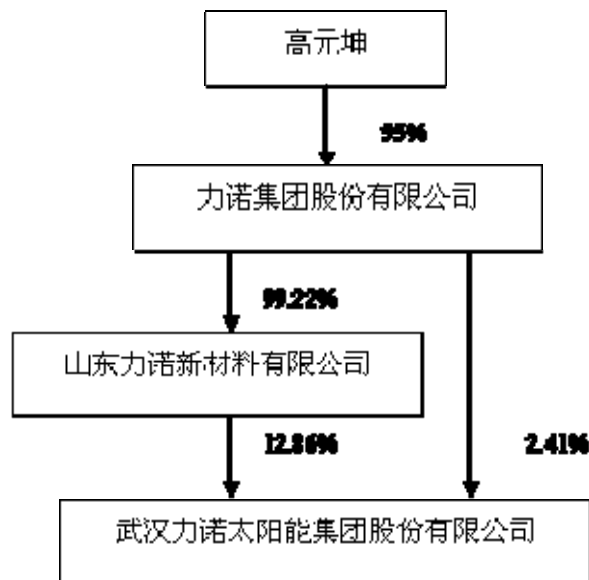 高元坤
95%
力诺集团股份有限公司
99.22%
山东力诺新材料有限公司
12.86%
2.41%
武汉力诺太阳能集团股份有限公司